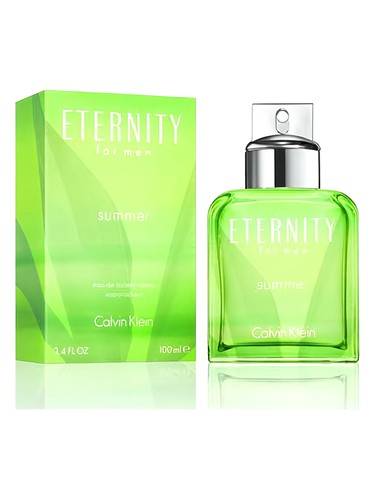 ETERNITY
for men
summer
eau de toilette
Calvin Klein
3.4 FL OZ 100 ml e
ETERNITY
for men
summer
Calvin Klein